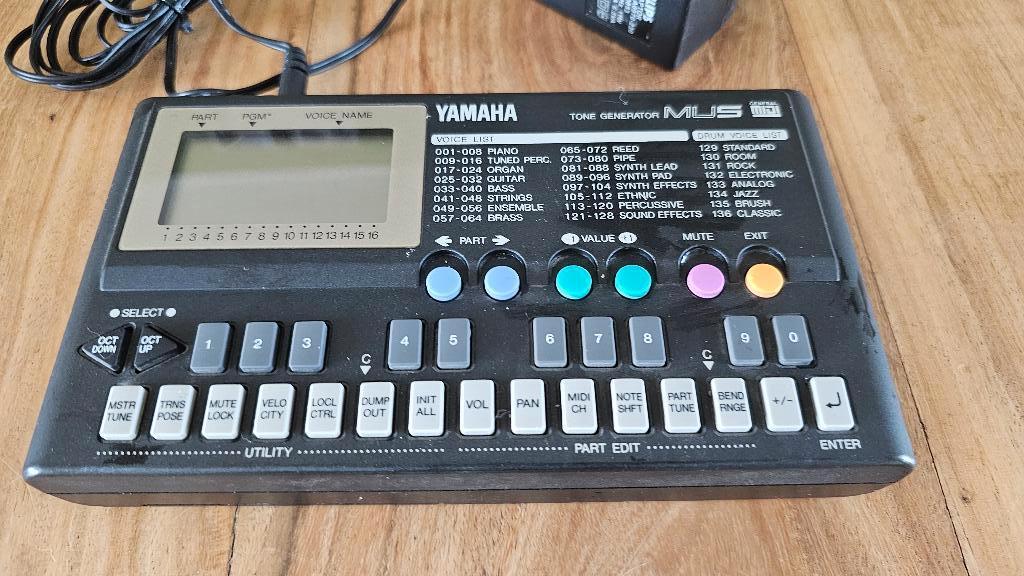 YAMAHA TONE GENERATOR MU5 GENERAL MIDI
PART PGM# VOICE NAME
1 2 3 4 5 6 7 8 9 10 11 12 13 14 15 16
VOICE LIST DRUM VOICE LIST
001-008 PIANO 065-072 REED 129 STANDARD
009-016 TUNED PERC. 073-080 PIPE 130 ROOM
017-024 ORGAN 081-088 SYNTH LEAD 131 ROCK
025-032 GUITAR 089-096 SYNTH PAD 132 ELECTRONIC
033-040 BASS 097-104 SYNTH EFFECTS 133 ANALOG
041-048 STRINGS 105-112 ETHNIC 134 JAZZ
049-056 ENSEMBLE 113-120 PERCUSSIVE 135 BRUSH
057-064 BRASS 121-128 SOUND EFFECTS 136 CLASSIC
PART -1 VALUE +1 MUTE EXIT
SELECT
OCT DOWN OCT UP 1 2 3 4 5 6 7 8 9 0
C C
MSTR TUNE TRNS POSE MUTE LOCK VELO CITY LOCL CTRL DUMP OUT INIT ALL VOL PAN MIDI CH NOTE SHFT PART TUNE BEND RNGE +/-
UTILITY PART EDIT ENTER